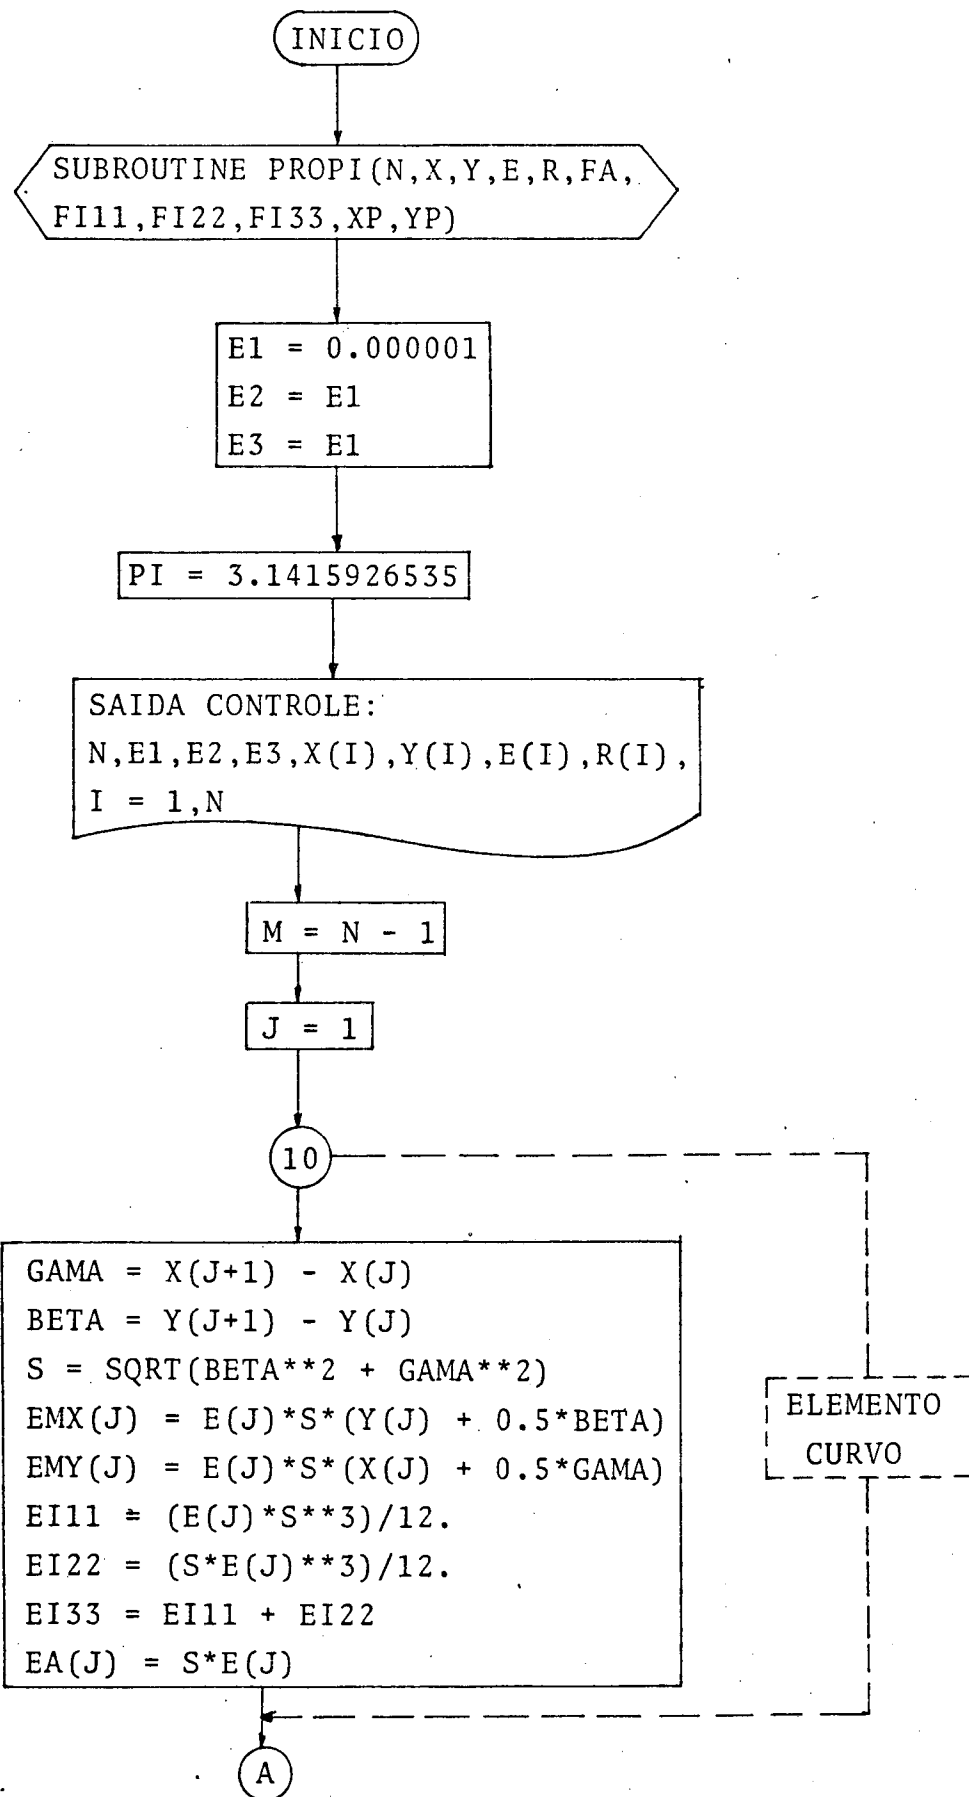 INICIO
SUBROUTINE PROPI(N,X,Y,E,R,FA,
FI11,FI22,FI33,XP,YP)
E1 = 0.000001
E2 = E1
E3 = E1
PI = 3.1415926535
SAIDA CONTROLE:
N,E1,E2,E3,X(I),Y(I),E(I),R(I),
I = 1,N
M = N - 1
J = 1
10
GAMA = X(J+1) - X(J)
BETA = Y(J+1) - Y(J)
S = SQRT(BETA**2 + GAMA**2)
EMX(J) = E(J)*S*(Y(J) + 0.5*BETA)
EMY(J) = E(J)*S*(X(J) + 0.5*GAMA)
EI11 = (E(J)*S**3)/12.
EI22 = (S*E(J)**3)/12.
EI33 = EI11 + EI22
EA(J) = S*E(J)
ELEMENTO
CURVO
A